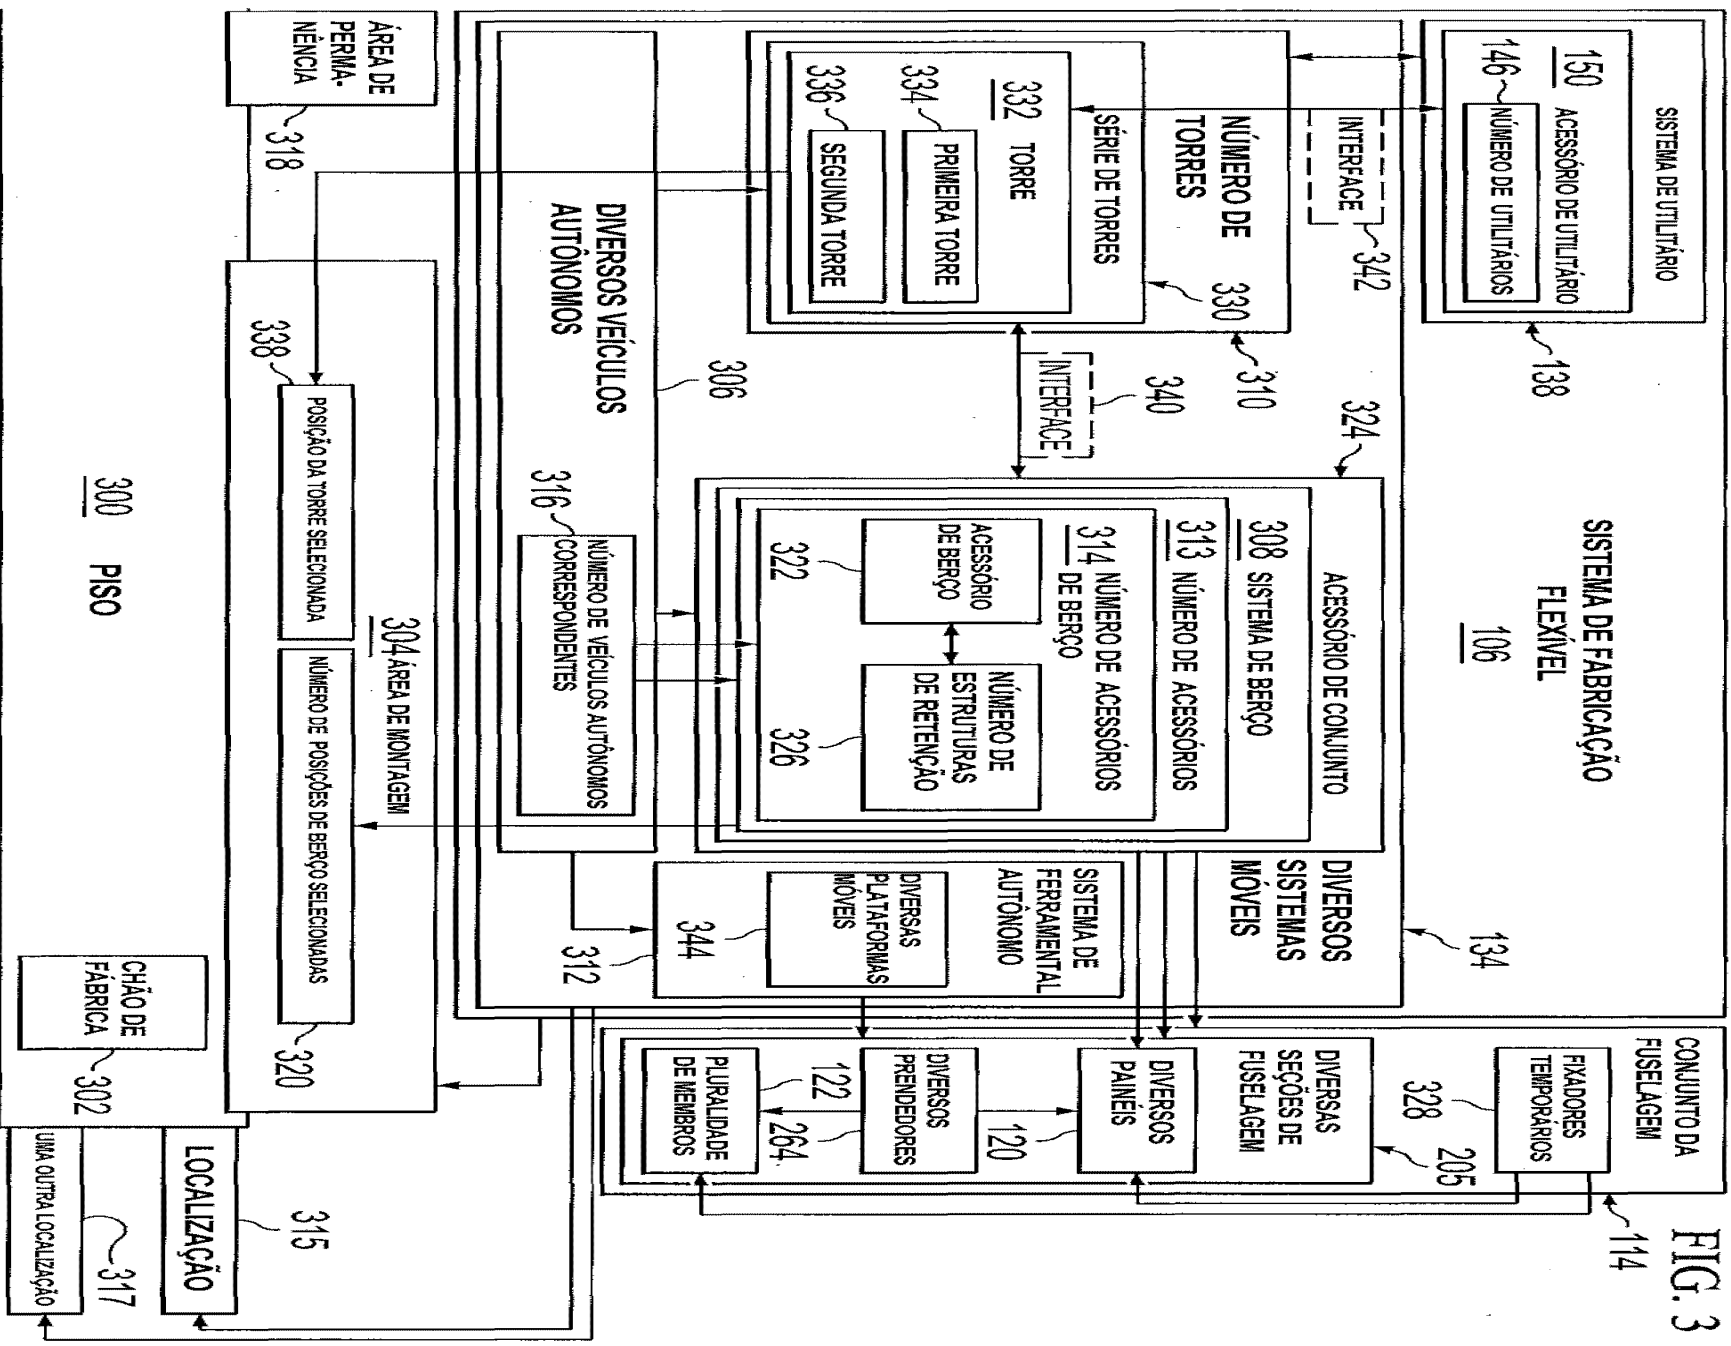 FIG. 3
SISTEMA DE FABRICAÇÃO
FLEXÍVEL
106
SISTEMA DE UTILITÁRIO
150
ACESSÓRIO DE UTILITÁRIO
146
NÚMERO DE UTILITÁRIOS
138
INTERFACE
342
DIVERSOS
SISTEMAS
MÓVEIS
134
NÚMERO DE
TORRES
310
SÉRIE DE TORRES
330
332
TORRE
334
PRIMEIRA TORRE
336
SEGUNDA TORRE
INTERFACE
340
324
ACESSÓRIO DE CONJUNTO
308
SISTEMA DE BERÇO
313
NÚMERO DE ACESSÓRIOS
314
NÚMERO DE ACESSÓRIOS
DE BERÇO
ACESSÓRIO
DE BERÇO
322
NÚMERO DE
ESTRUTURAS
DE RETENÇÃO
326
SISTEMA DE
FERRAMENTAL
AUTÔNOMO
DIVERSAS
PLATAFORMAS
MÓVEIS
344
312
306
DIVERSOS VEÍCULOS
AUTÔNOMOS
316
NÚMERO DE VEÍCULOS AUTÔNOMOS
CORRESPONDENTES
CONJUNTO DA
FUSELAGEM
114
FIXADORES
TEMPORÁRIOS
328
DIVERSAS
SEÇÕES DE
FUSELAGEM
205
DIVERSOS
PAINÉIS
120
DIVERSOS
PRENDEDORES
264
PLURALIDADE
DE MEMBROS
122
ÁREA DE
PERMA-
NÊNCIA
318
304
ÁREA DE MONTAGEM
338
POSIÇÃO DA TORRE SELECIONADA
NÚMERO DE POSIÇÕES DE BERÇO SELECIONADAS
320
300
PISO
CHÃO DE
FÁBRICA
302
LOCALIZAÇÃO
315
UMA OUTRA LOCALIZAÇÃO
317